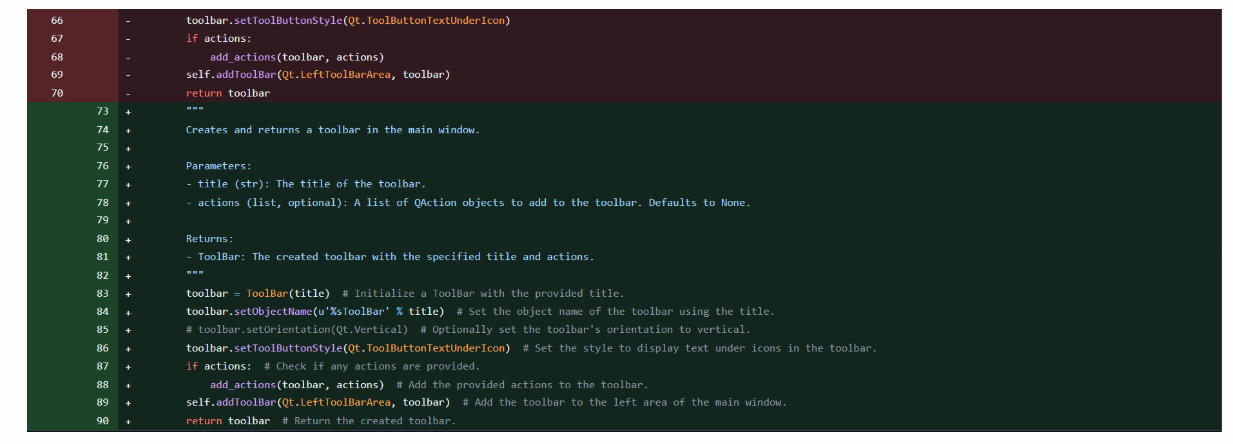 66 - toolbar.setToolButtonStyle(Qt.ToolButtonTextUnderIcon)
67 - if actions:
68 - add_actions(toolbar, actions)
69 - self.addToolBar(Qt.LeftToolBarArea, toolbar)
70 - return toolbar
73 + """
74 + Creates and returns a toolbar in the main window.
75 +
76 + Parameters:
77 + - title (str): The title of the toolbar.
78 + - actions (list, optional): A list of QAction objects to add to the toolbar. Defaults to None.
79 +
80 + Returns:
81 + - ToolBar: The created toolbar with the specified title and actions.
82 + """
83 + toolbar = ToolBar(title)  # Initialize a ToolBar with the provided title.
84 + toolbar.setObjectName(u'%sToolBar' % title)  # Set the object name of the toolbar using the title.
85 + # toolbar.setOrientation(Qt.Vertical)  # Optionally set the toolbar's orientation to vertical.
86 + toolbar.setToolButtonStyle(Qt.ToolButtonTextUnderIcon)  # Set the style to display text under icons in the toolbar.
87 + if actions:  # Check if any actions are provided.
88 + add_actions(toolbar, actions)  # Add the provided actions to the toolbar.
89 + self.addToolBar(Qt.LeftToolBarArea, toolbar)  # Add the toolbar to the left area of the main window.
90 + return toolbar  # Return the created toolbar.